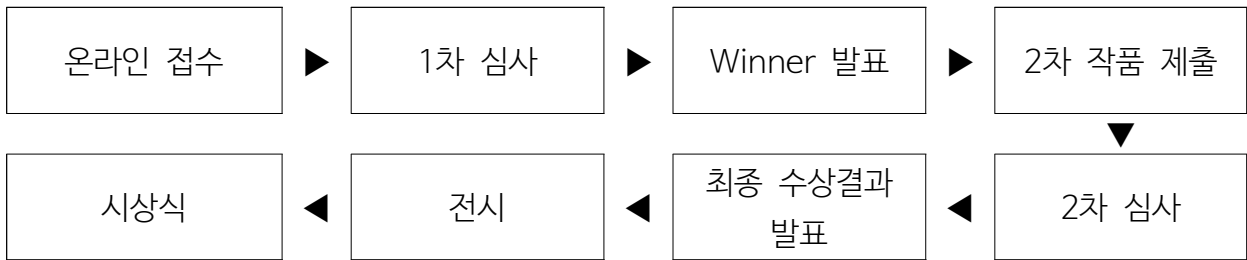 온라인 접수 ▶ 1차 심사 ▶ Winner 발표 ▶ 2차 작품 제출
▼
시상식 ◀ 전시 ◀ 최종 수상결과 발표 ◀ 2차 심사